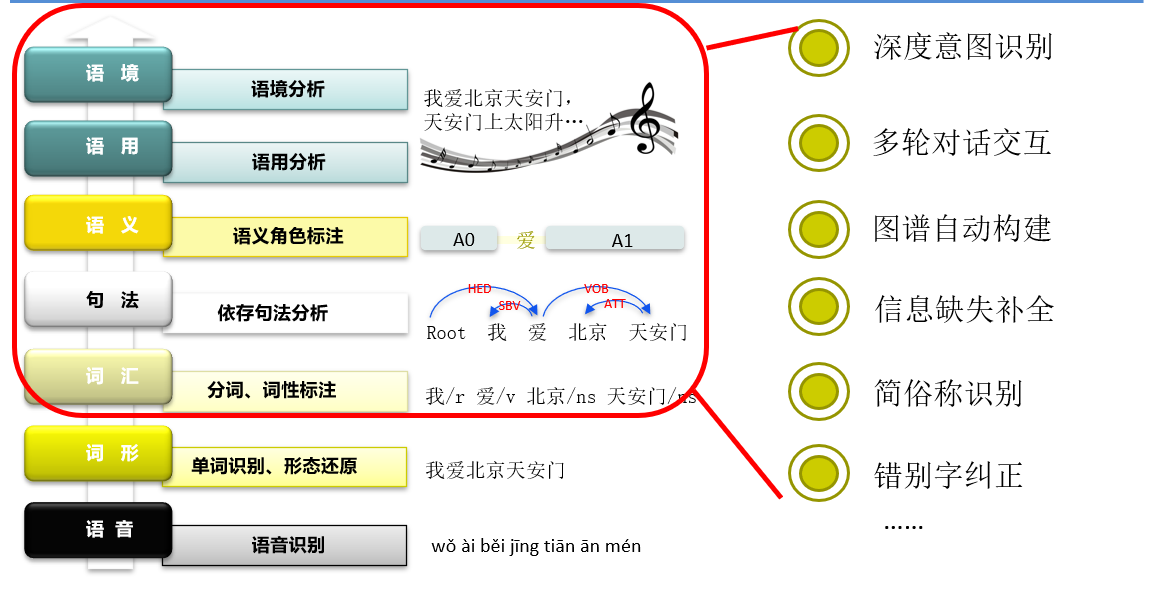 语 境
语境分析
我爱北京天安门，
天安门上太阳升…
语 用
语用分析
语 义
语义角色标注
A0 爱 A1
句 法
依存句法分析
HED
SBV
VOB
ATT
Root 我 爱 北京 天安门
词 汇
分词、词性标注
我/r 爱/v 北京/ns 天安门/ns
词 形
单词识别、形态还原
我爱北京天安门
语 音
语音识别
wǒ ài běi jīng tiān ān mén
深度意图识别
多轮对话交互
图谱自动构建
信息缺失补全
简俗称识别
错别字纠正
……